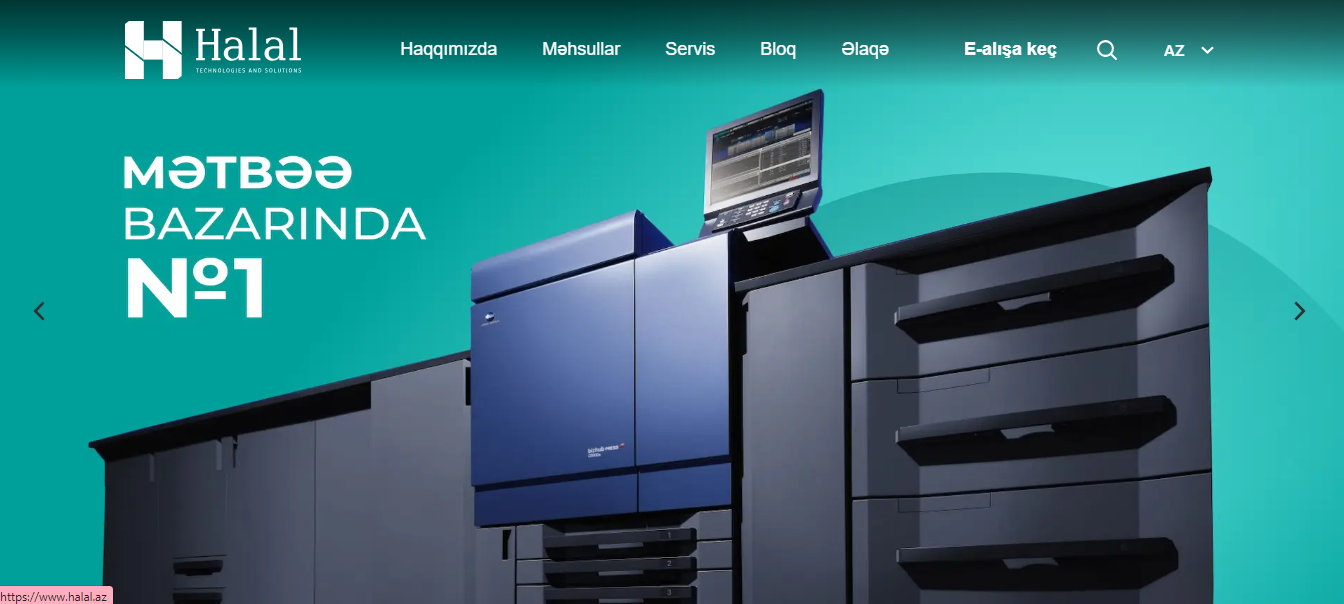 Halal
TECHNOLOGIES AND SOLUTIONS
Haqqımızda
Məhsullar
Servis
Bloq
Əlaqə
E-alışa keç
AZ
MƏTBƏƏ
BAZARINDA
№1
bizhub PRESS
1
2
3
https://www.halal.az